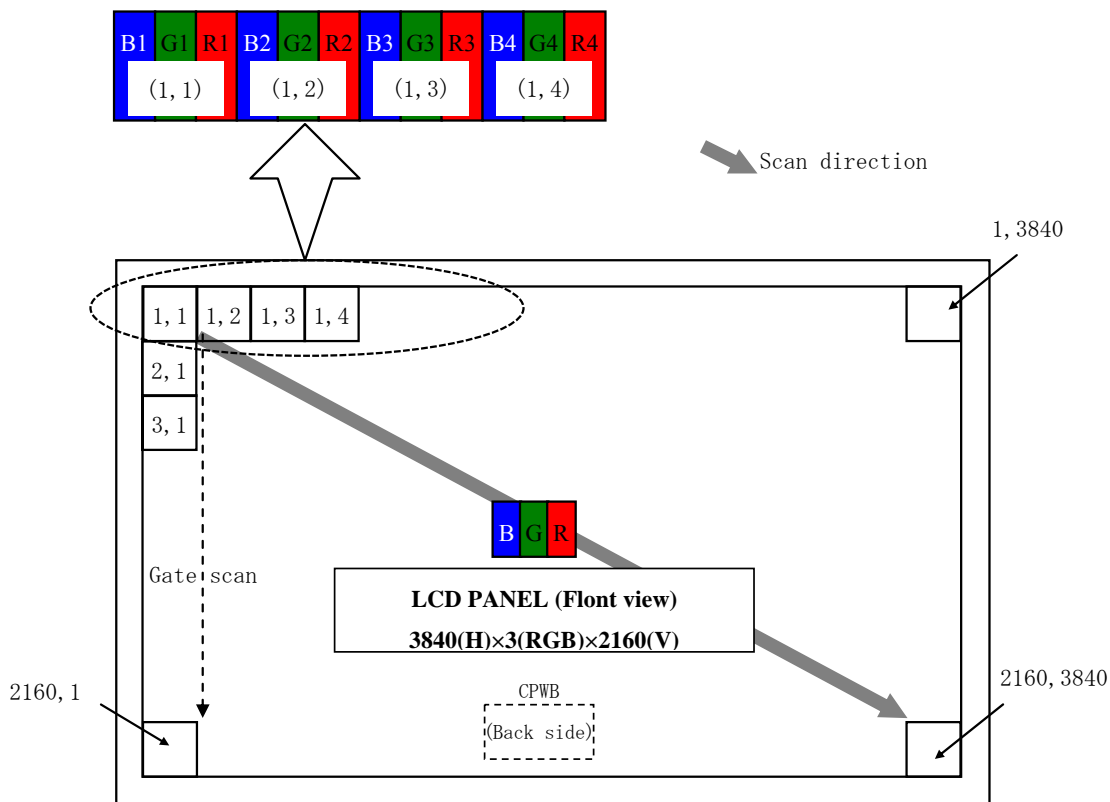 B1 G1 R1 B2 G2 R2 B3 G3 R3 B4 G4 R4
(1,1) (1,2) (1,3) (1,4)
Scan direction
1,3840
1,1 1,2 1,3 1,4
2,1
3,1
B G R
Gate scan
LCD PANEL (Flont view)
3840(H)×3(RGB)×2160(V)
2160,1
CPWB
2160,3840
(Back side)